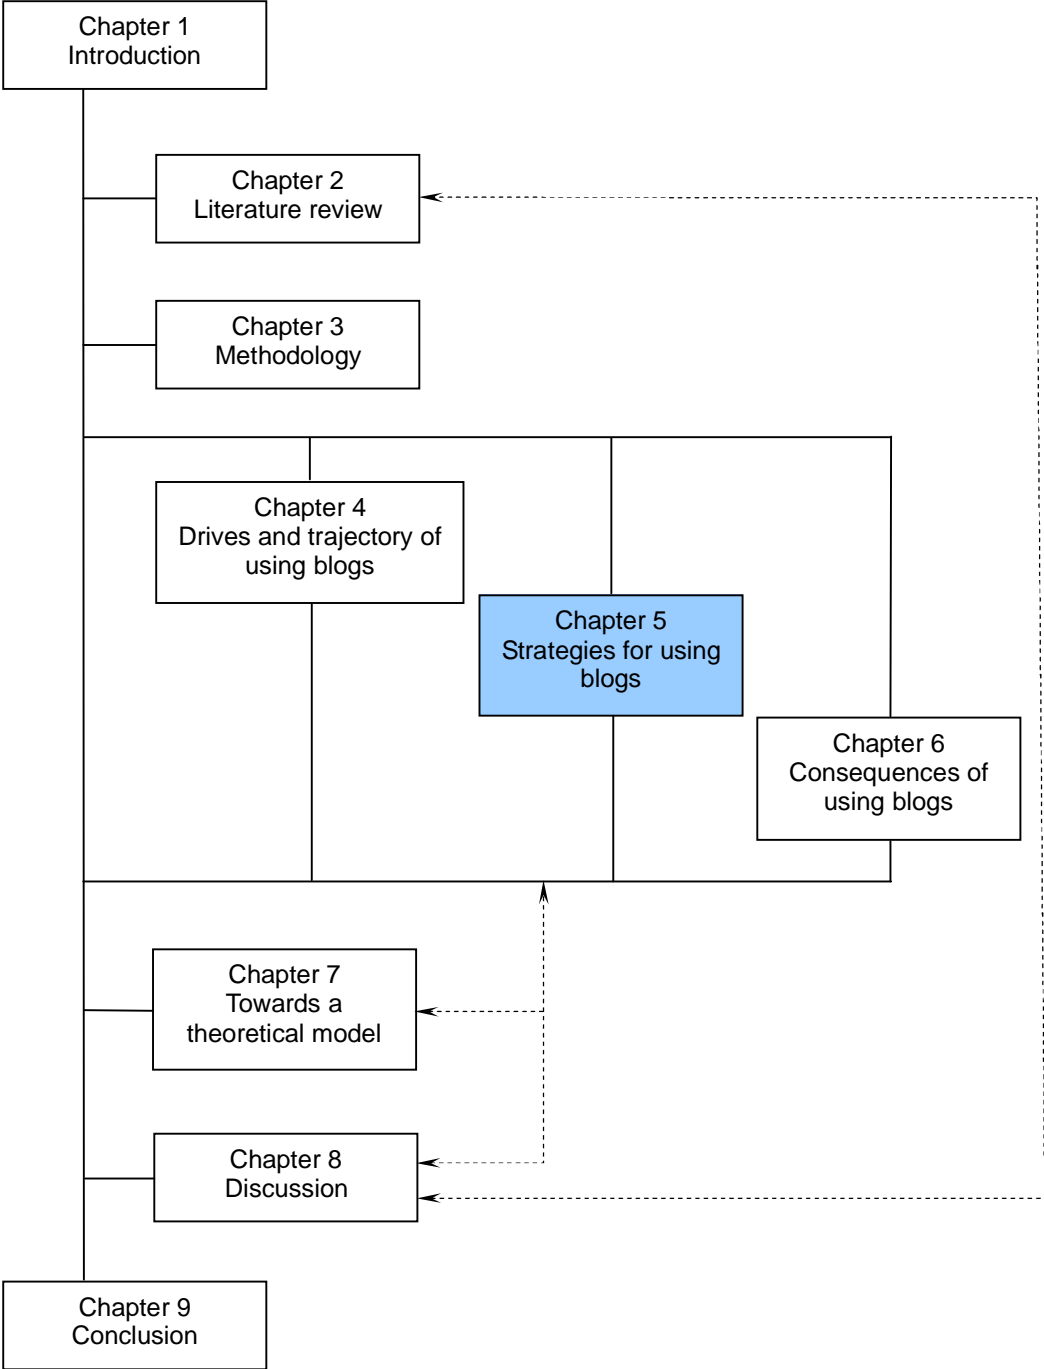 Chapter 1
Introduction
Chapter 2
Literature review
Chapter 3
Methodology
Chapter 4
Drives and trajectory of
using blogs
Chapter 5
Strategies for using
blogs
Chapter 6
Consequences of
using blogs
Chapter 7
Towards a
theoretical model
Chapter 8
Discussion
Chapter 9
Conclusion